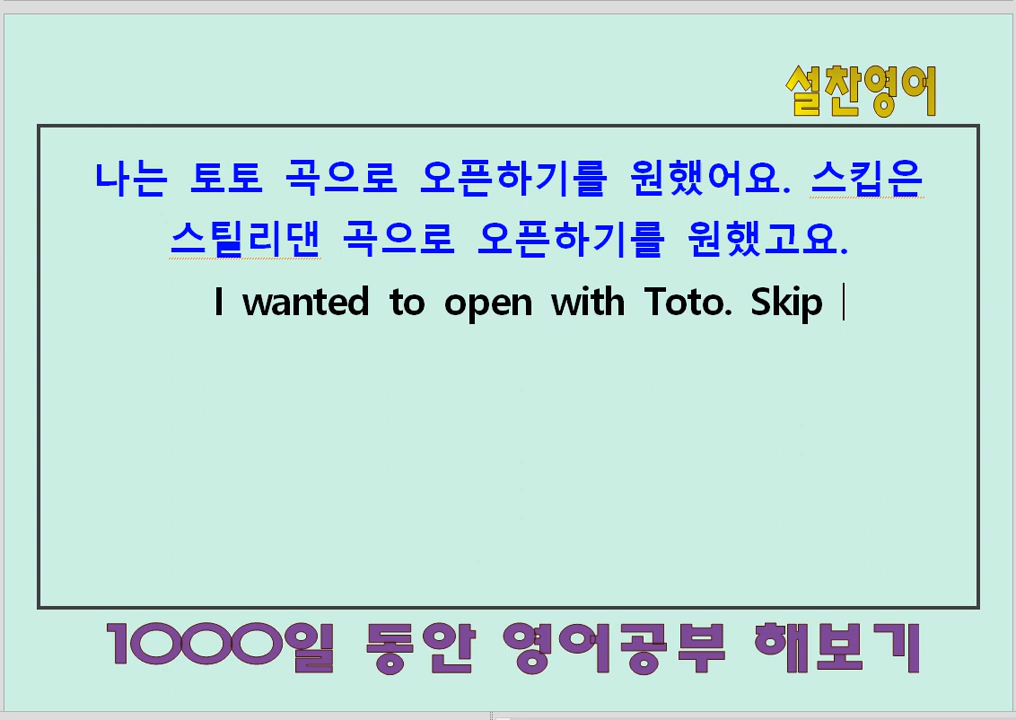 설찬영어
나는 토토 곡으로 오픈하기를 원했어요. 스킵은
스틸리댄 곡으로 오픈하기를 원했고요.
I wanted to open with Toto. Skip
1000일 동안 영어공부 해보기